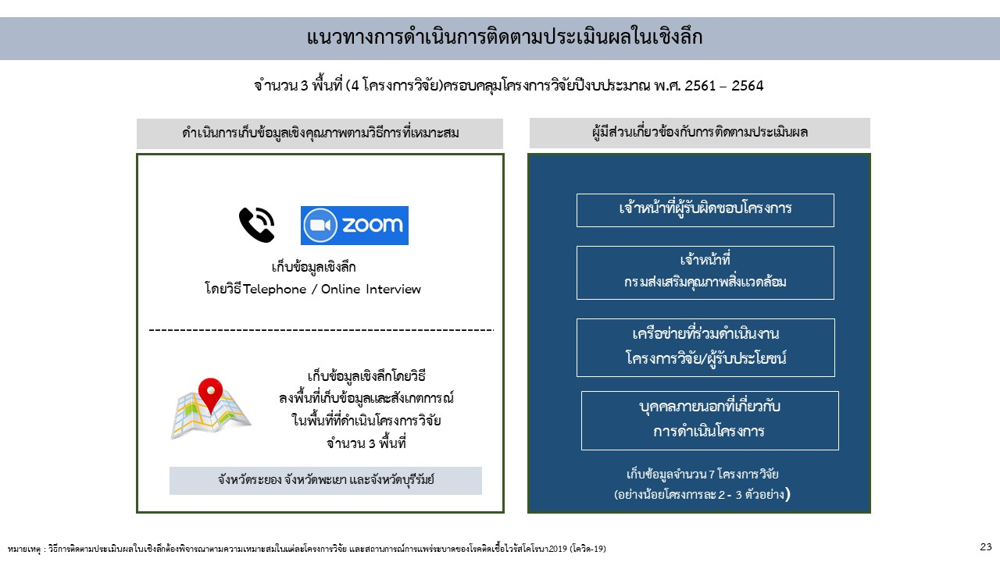 แนวทางการดำเนินการติดตามประเมินผลในเชิงลึก
จำนวน 3 พื้นที่ (4 โครงการวิจัย)ครอบคลุมโครงการวิจัยปีงบประมาณ พ.ศ. 2561 – 2564
ดำเนินการเก็บข้อมูลเชิงคุณภาพตามวิธีการที่เหมาะสม
zoom
เก็บข้อมูลเชิงลึก
โดยวิธี Telephone / Online Interview
เก็บข้อมูลเชิงลึกโดยวิธี
ลงพื้นที่เก็บข้อมูลและสังเกตการณ์
ในพื้นที่ที่ดำเนินโครงการวิจัย
จำนวน 3 พื้นที่
จังหวัดระยอง จังหวัดพะเยา และจังหวัดบุรีรัมย์
ผู้มีส่วนเกี่ยวข้องกับการติดตามประเมินผล
เจ้าหน้าที่ผู้รับผิดชอบโครงการ
เจ้าหน้าที่
กรมส่งเสริมคุณภาพสิ่งแวดล้อม
เครือข่ายที่ร่วมดำเนินงาน
โครงการวิจัย/ผู้รับประโยชน์
บุคคลภายนอกที่เกี่ยวกับ
การดำเนินโครงการ
เก็บข้อมูลจำนวน 7 โครงการวิจัย
(อย่างน้อยโครงการละ 2 - 3 ตัวอย่าง)
หมายเหตุ : วิธีการติดตามประเมินผลในเชิงลึกต้องพิจารณาตามความเหมาะสมในแต่ละโครงการวิจัย และสถานการณ์การแพร่ระบาดของโรคติดเชื้อไวรัสโคโรนา2019 (โควิด-19)
23